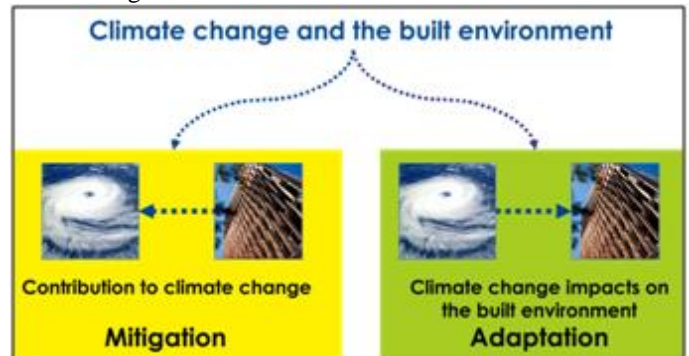 Climate change and the built environment
Contribution to climate change
Mitigation
Climate change impacts on
the built environment
Adaptation